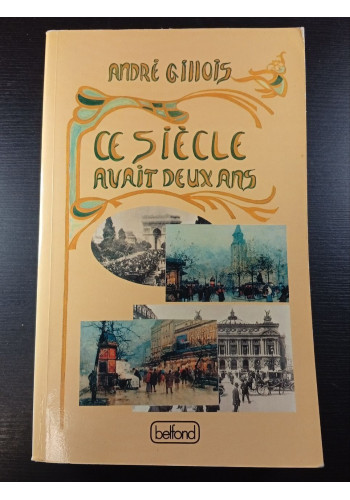 ANDRÉ GILLOIS
CE SIÈCLE
AVAIT DEUX ANS
belfond